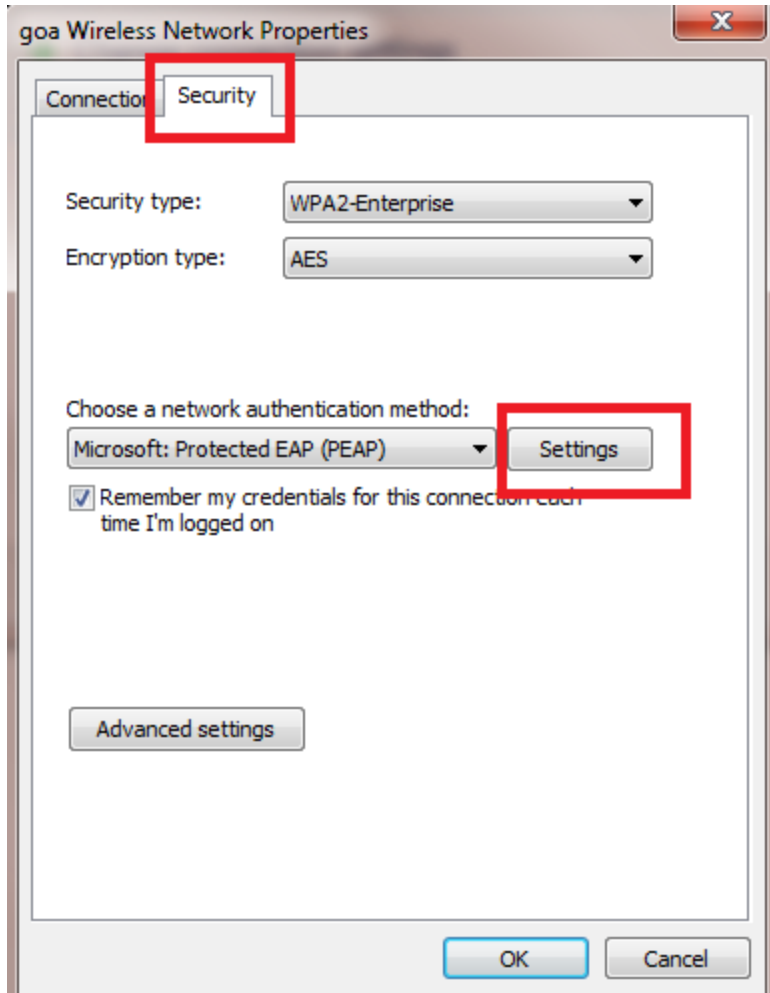 goa Wireless Network Properties
Connection Security
Security type: WPA2-Enterprise
Encryption type: AES
Choose a network authentication method:
Microsoft: Protected EAP (PEAP) Settings
Remember my credentials for this connection each
time I'm logged on
Advanced settings
OK Cancel